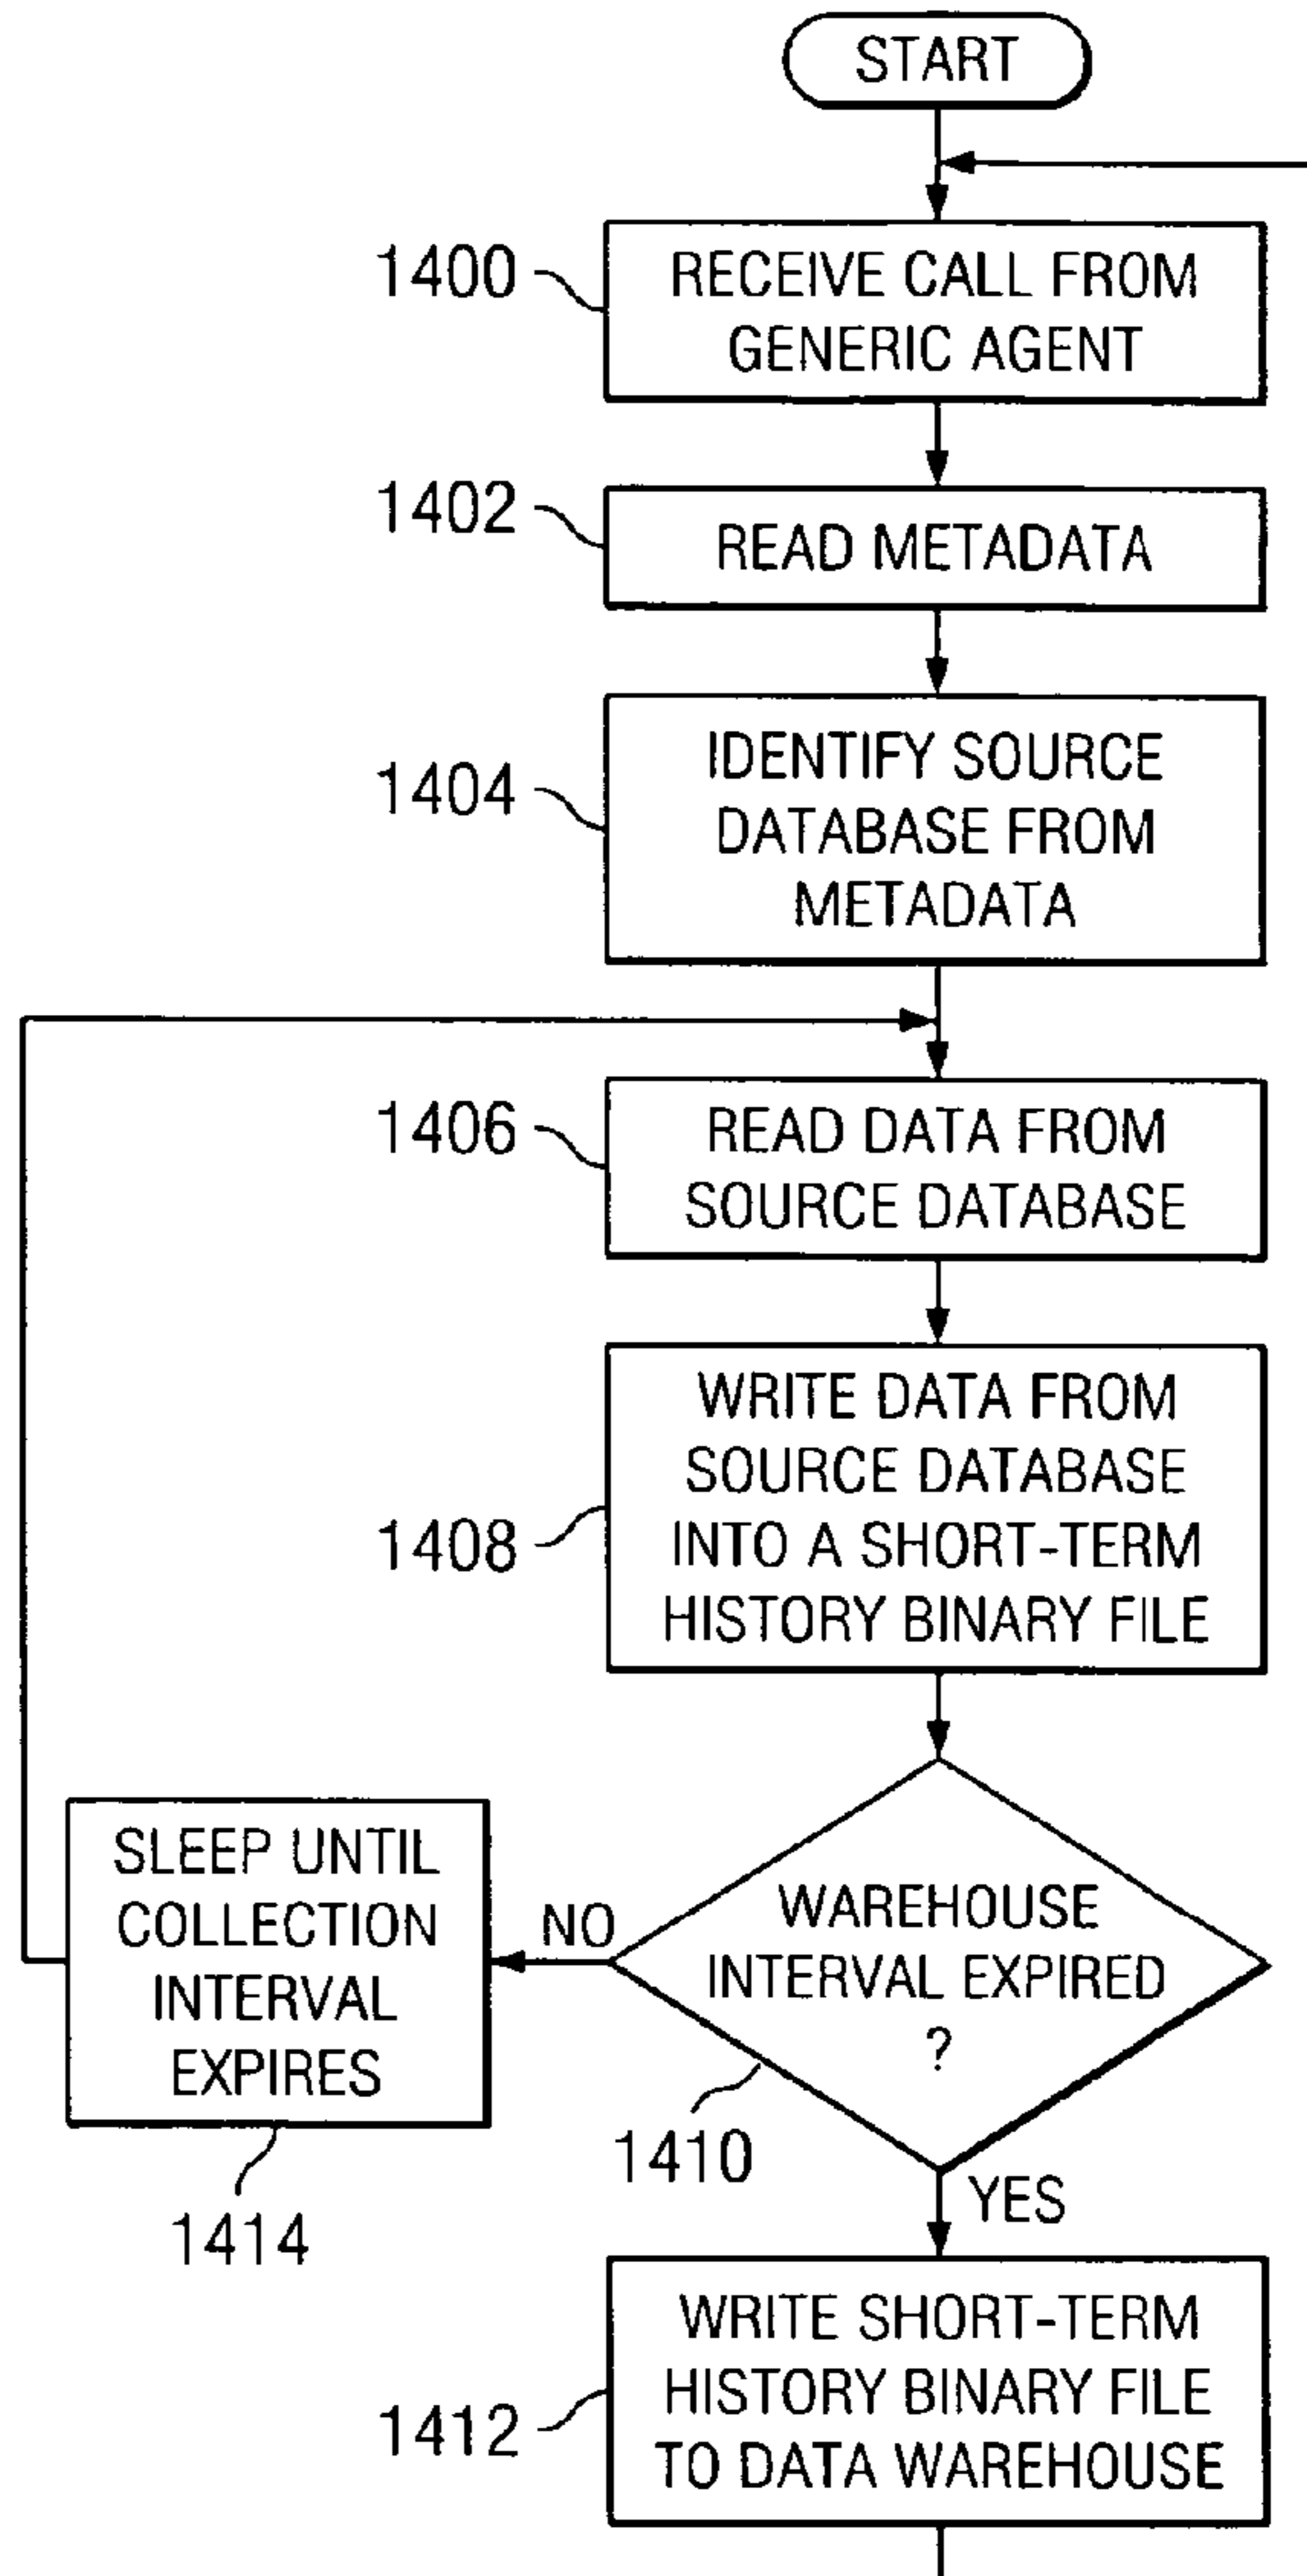 START
1400
RECEIVE CALL FROM
GENERIC AGENT
1402
READ METADATA
1404
IDENTIFY SOURCE
DATABASE FROM
METADATA
1406
READ DATA FROM
SOURCE DATABASE
1408
WRITE DATA FROM
SOURCE DATABASE
INTO A SHORT-TERM
HISTORY BINARY FILE
SLEEP UNTIL
COLLECTION
INTERVAL
EXPIRES
1414
NO
WAREHOUSE
INTERVAL EXPIRED
?
1410
YES
1412
WRITE SHORT-TERM
HISTORY BINARY FILE
TO DATA WAREHOUSE